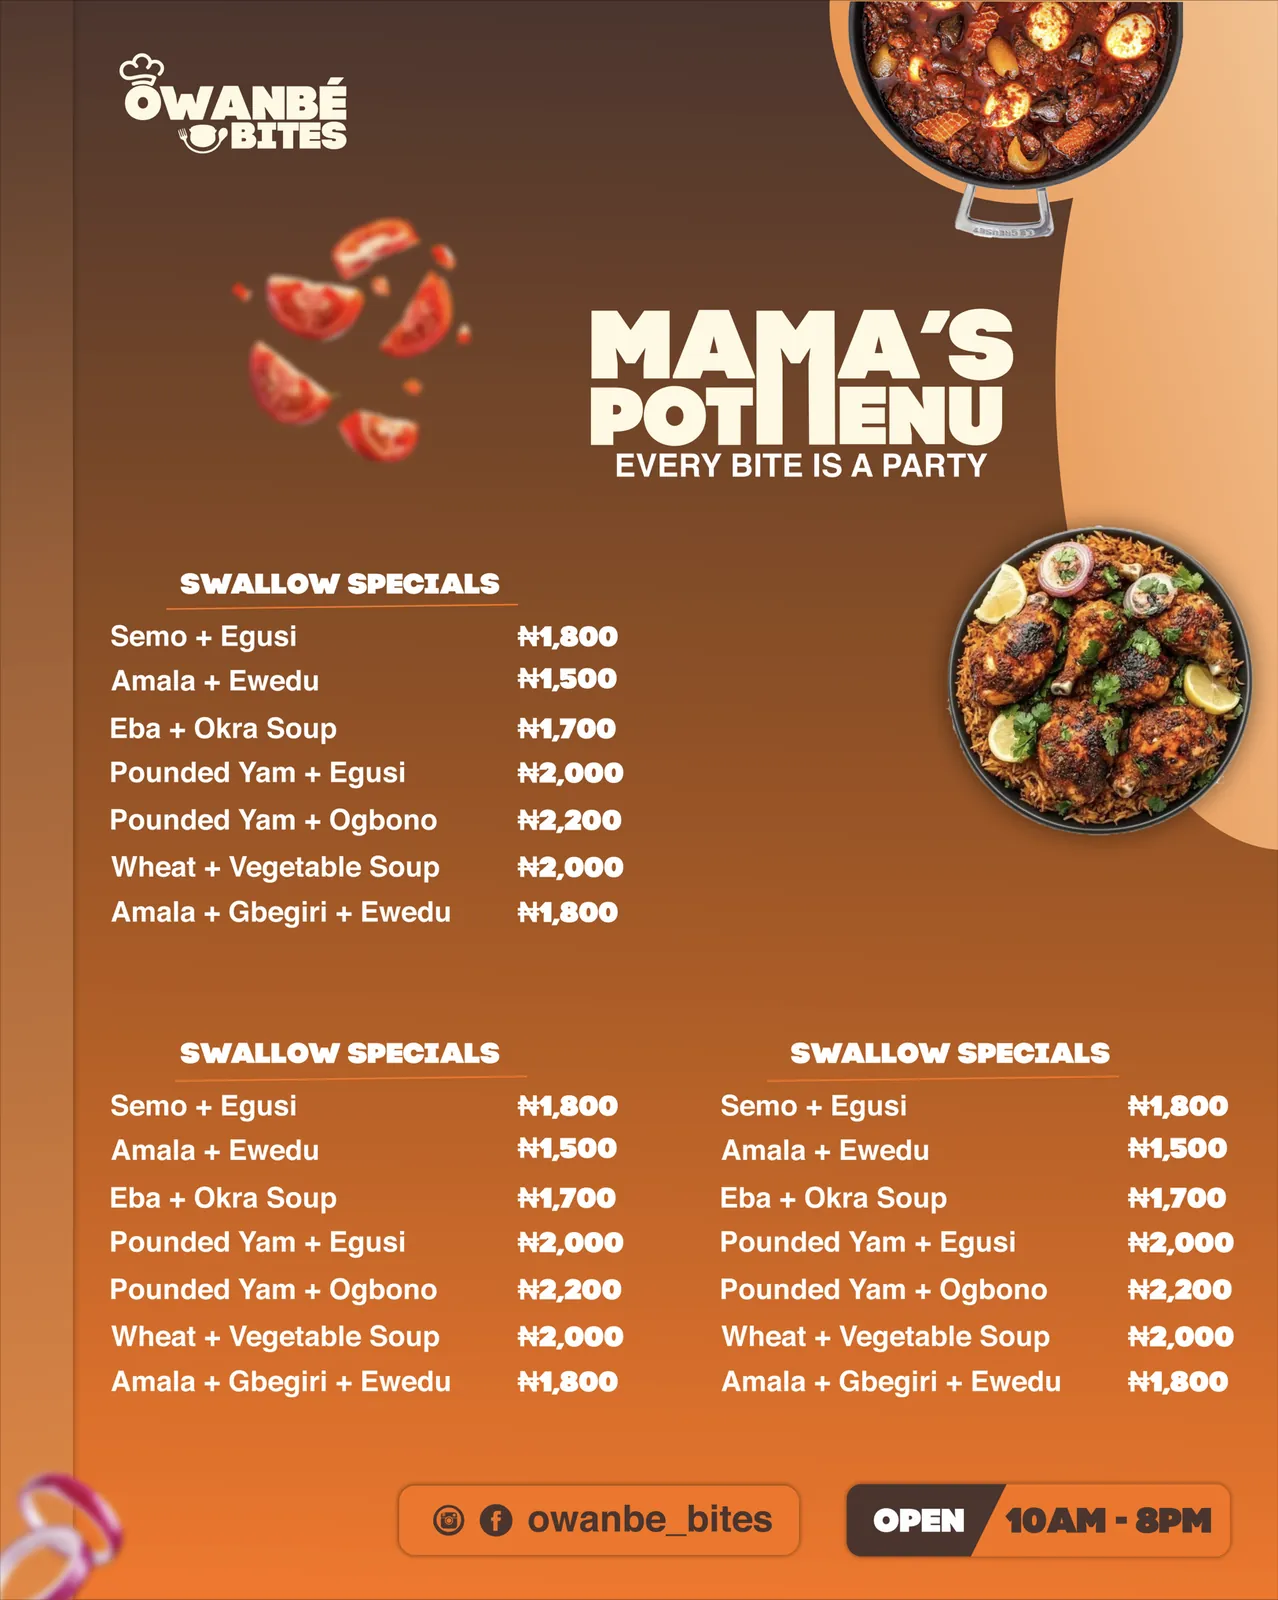 OWANBÉ
BITES
MAMA'S
POT MENU
EVERY BITE IS A PARTY
SWALLOW SPECIALS
Semo + Egusi ₦1,800
Amala + Ewedu ₦1,500
Eba + Okra Soup ₦1,700
Pounded Yam + Egusi ₦2,000
Pounded Yam + Ogbono ₦2,200
Wheat + Vegetable Soup ₦2,000
Amala + Gbegiri + Ewedu ₦1,800
SWALLOW SPECIALS
Semo + Egusi ₦1,800
Amala + Ewedu ₦1,500
Eba + Okra Soup ₦1,700
Pounded Yam + Egusi ₦2,000
Pounded Yam + Ogbono ₦2,200
Wheat + Vegetable Soup ₦2,000
Amala + Gbegiri + Ewedu ₦1,800
SWALLOW SPECIALS
Semo + Egusi ₦1,800
Amala + Ewedu ₦1,500
Eba + Okra Soup ₦1,700
Pounded Yam + Egusi ₦2,000
Pounded Yam + Ogbono ₦2,200
Wheat + Vegetable Soup ₦2,000
Amala + Gbegiri + Ewedu ₦1,800
owanbe_bites
OPEN 10AM - 8PM